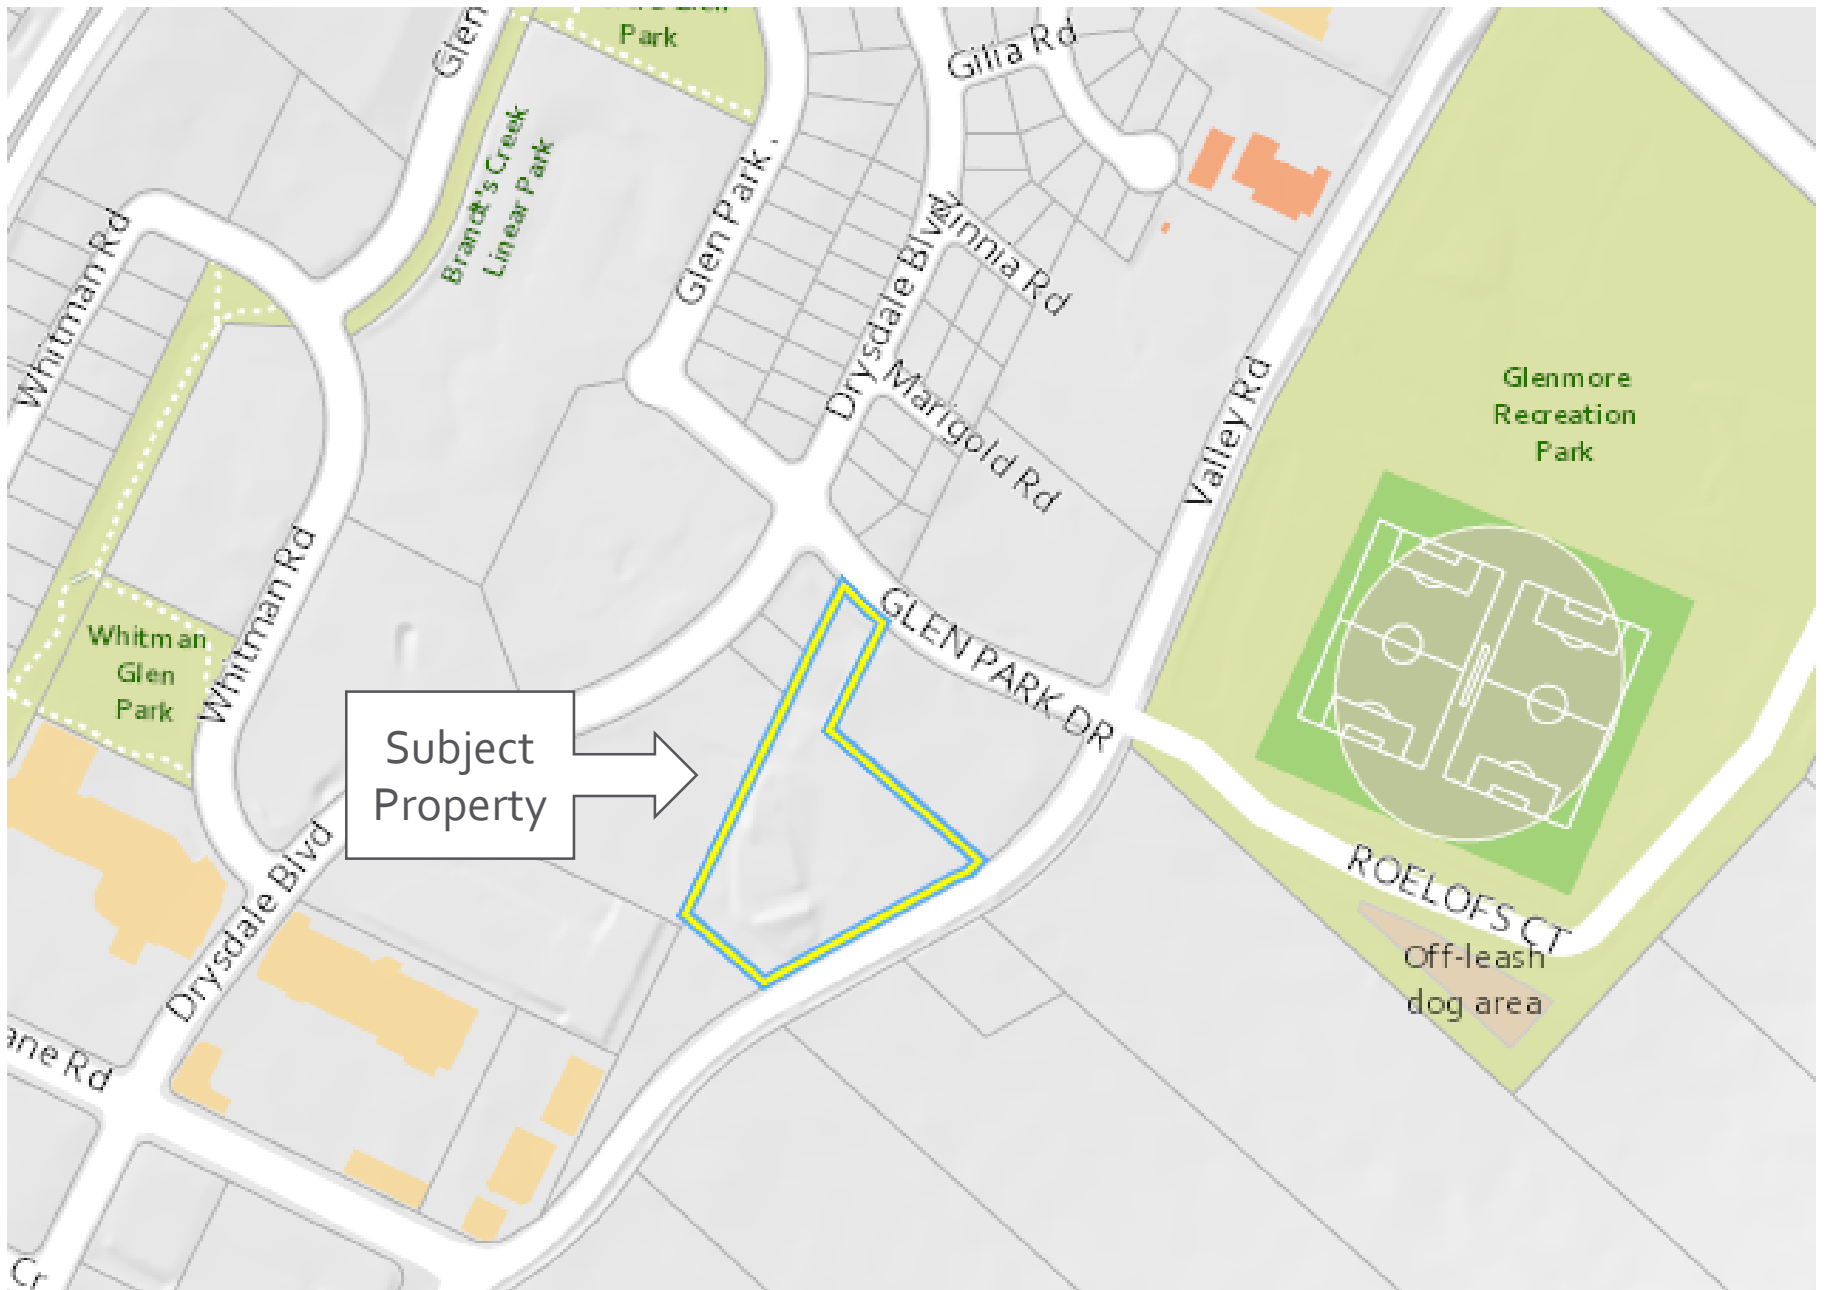 Glen
Park
Gilia Rd
Brandt's Creek
Linear Park
Glen Park
Whitman Rd
Drysdale Blvd
Zinnia Rd
Marigold Rd
Valley Rd
Glenmore
Recreation
Park
Whitman Rd
Whitman
Glen
Park
GLEN PARK DR
Subject
Property
Drysdale Blvd
ROELOFS CT
Off-leash
dog area
ane Rd
Cr